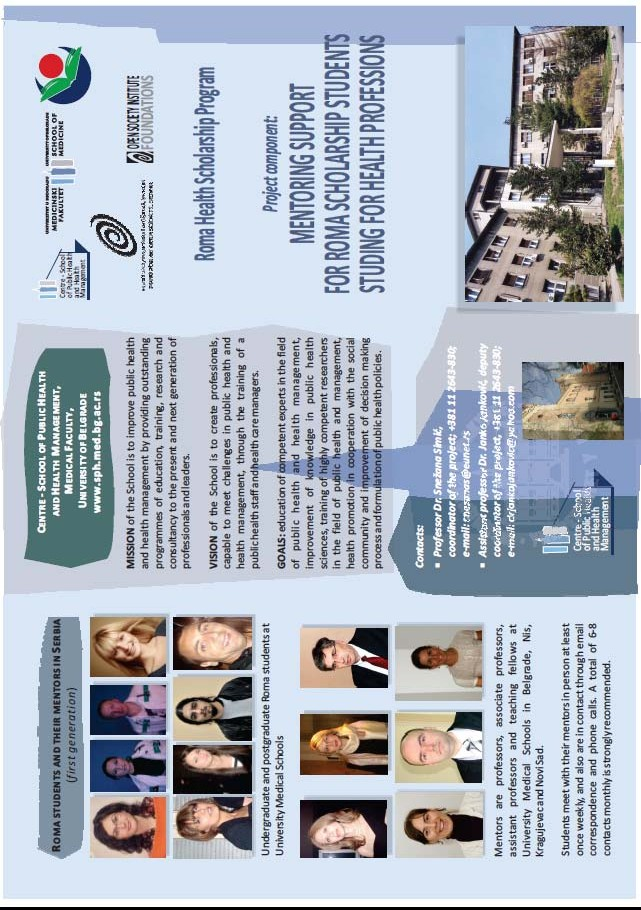 ROMA STUDENTS AND THEIR MENTORS IN SERBIA
(first generation)
Undergraduate and postgraduate Roma students at
University Medical Schools
Mentors are professors, associate professors,
assistant professors and teaching fellows at
University Medical Schools in Belgrade, Nis,
Kragujevac and Novi Sad.
Students meet with their mentors in person at least
once weekly, and also are in contact through email
correspondence and phone calls. A total of 6-8
contacts monthly is strongly recommended.
CENTRE - SCHOOL OF PUBLIC HEALTH
AND HEALTH MANAGEMENT,
MEDICAL FACULTY,
UNIVERSITY OF BELGRADE
www.sph.med.bg.ac.rs
MISSION of the School is to improve public health
and health management by providing outstanding
programmes of education, training, research and
consultancy to the present and next generation of
professionals and leaders.
VISION of the School is to create professionals,
capable to meet challenges in public health and
health management, through the training of a
public health staff and health care managers.
GOALS: education of competent experts in the field
of public health and health management,
improvement of knowledge in public health
sciences, training of highly competent researchers
in the field of public health and management,
health promotion in cooperation with the social
community and improvement of decision making
process and formulation of public health policies.
Contacts:
Professor Dr. Snežana Simić,
coordinator of the project; +381 11 2643-830;
e-mail:
Assistant professor Dr. Janko Janković, deputy
coordinator of the project, +381 11 2643-830;
e-mail: drjankojankovic@yahoo.com
Centre - School
of Public Health
and Health
Management
Centre - School
of Public Health
and Health
Management
MEDICINSKI
FAKULTET
SCHOOL OF
MEDICINE
OPEN SOCIETY INSTITUTE
FOUNDATIONS
Roma Health Scholarship Program
Project component:
MENTORING SUPPORT
FOR ROMA SCHOLARSHIP STUDENTS
STUDING FOR HEALTH PROFESSIONS